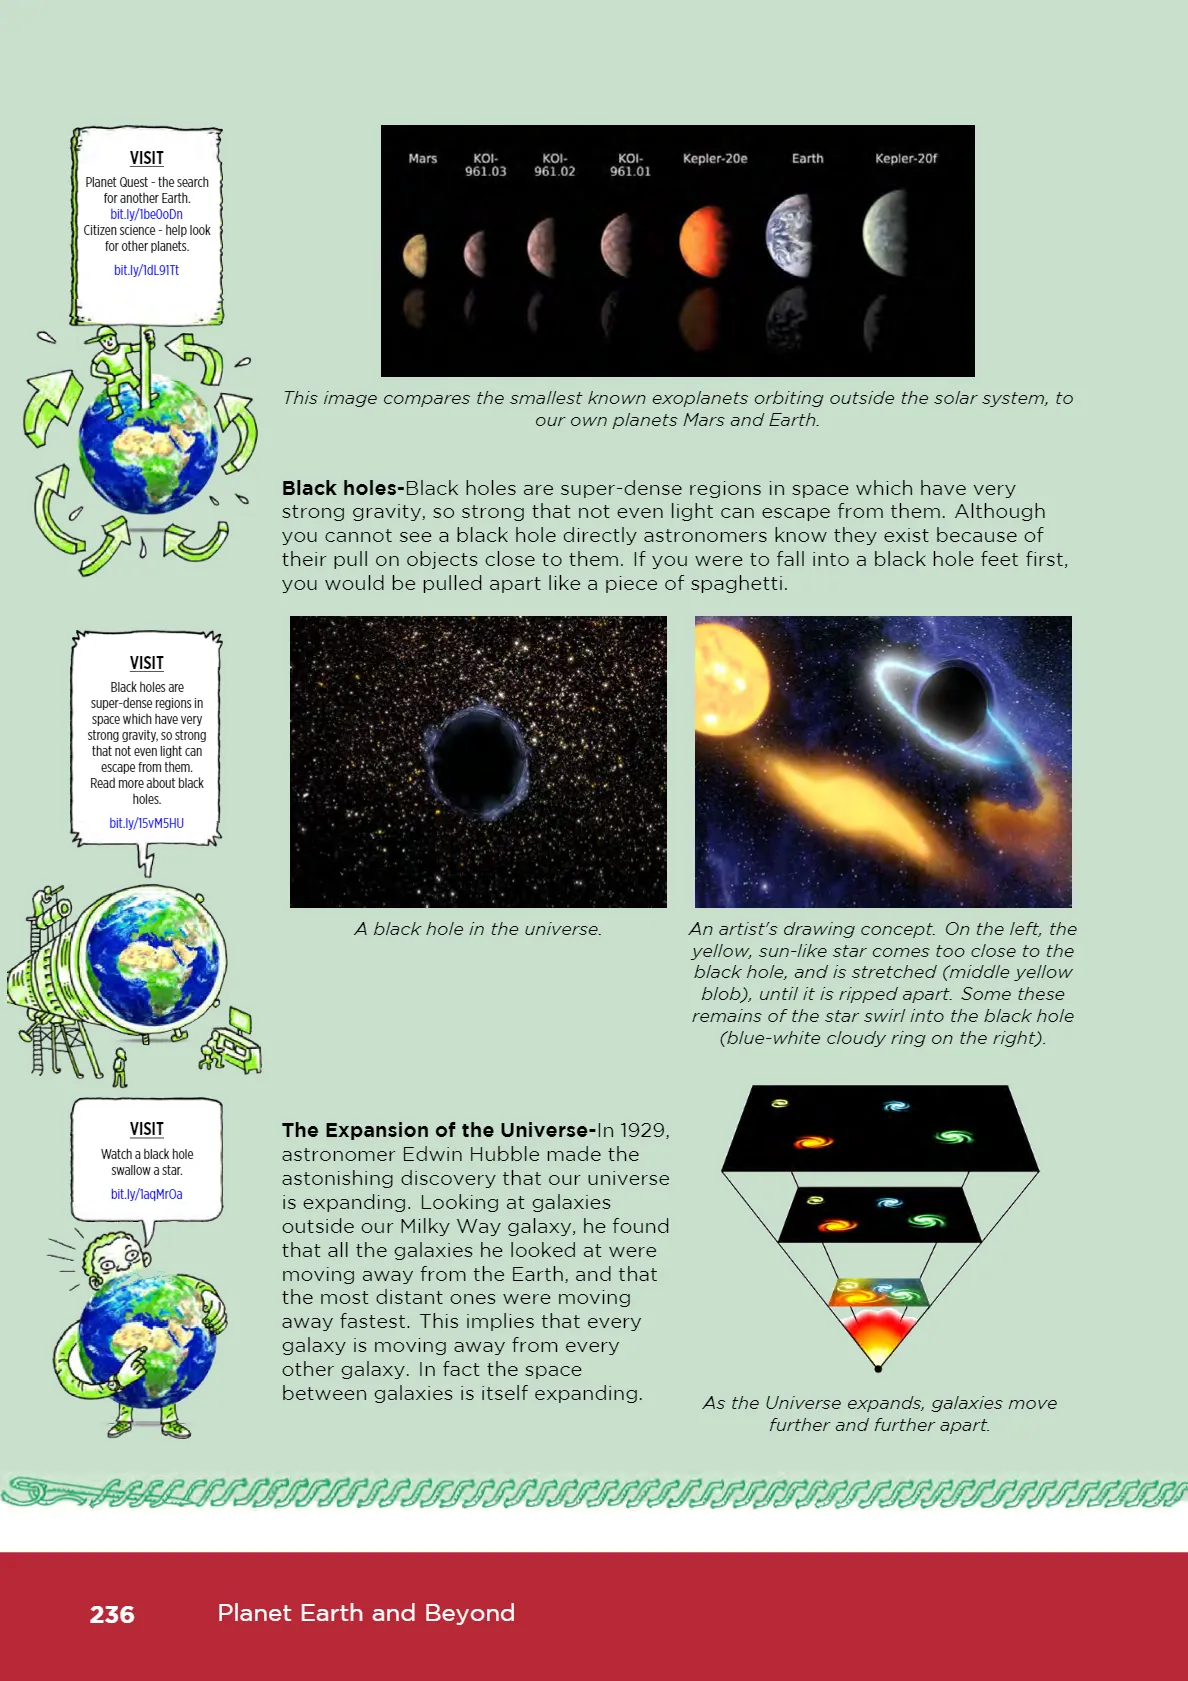 VISIT
Planet Quest - the search
for another Earth.
bit.ly/1be0oDn
Citizen science - help look
for other planets.
bit.ly/1dL91Tt
Mars
KOI-
961.03
KOI-
961.02
KOI-
961.01
Kepler-20e
Earth
Kepler-20f
This image compares the smallest known exoplanets orbiting outside the solar system, to
our own planets Mars and Earth.
Black holes-Black holes are super-dense regions in space which have very
strong gravity, so strong that not even light can escape from them. Although
you cannot see a black hole directly astronomers know they exist because of
their pull on objects close to them. If you were to fall into a black hole feet first,
you would be pulled apart like a piece of spaghetti.
VISIT
Black holes are
super-dense regions in
space which have very
strong gravity, so strong
that not even light can
escape from them.
Read more about black
holes.
bit.ly/15vM5HU
A black hole in the universe.
An artist's drawing concept. On the left, the
yellow, sun-like star comes too close to the
black hole, and is stretched (middle yellow
blob), until it is ripped apart. Some these
remains of the star swirl into the black hole
(blue-white cloudy ring on the right).
VISIT
Watch a black hole
swallow a star.
bit.ly/1aqMrOa
The Expansion of the Universe-In 1929,
astronomer Edwin Hubble made the
astonishing discovery that our universe
is expanding. Looking at galaxies
outside our Milky Way galaxy, he found
that all the galaxies he looked at were
moving away from the Earth, and that
the most distant ones were moving
away fastest. This implies that every
galaxy is moving away from every
other galaxy. In fact the space
between galaxies is itself expanding.
As the Universe expands, galaxies move
further and further apart.
236
Planet Earth and Beyond